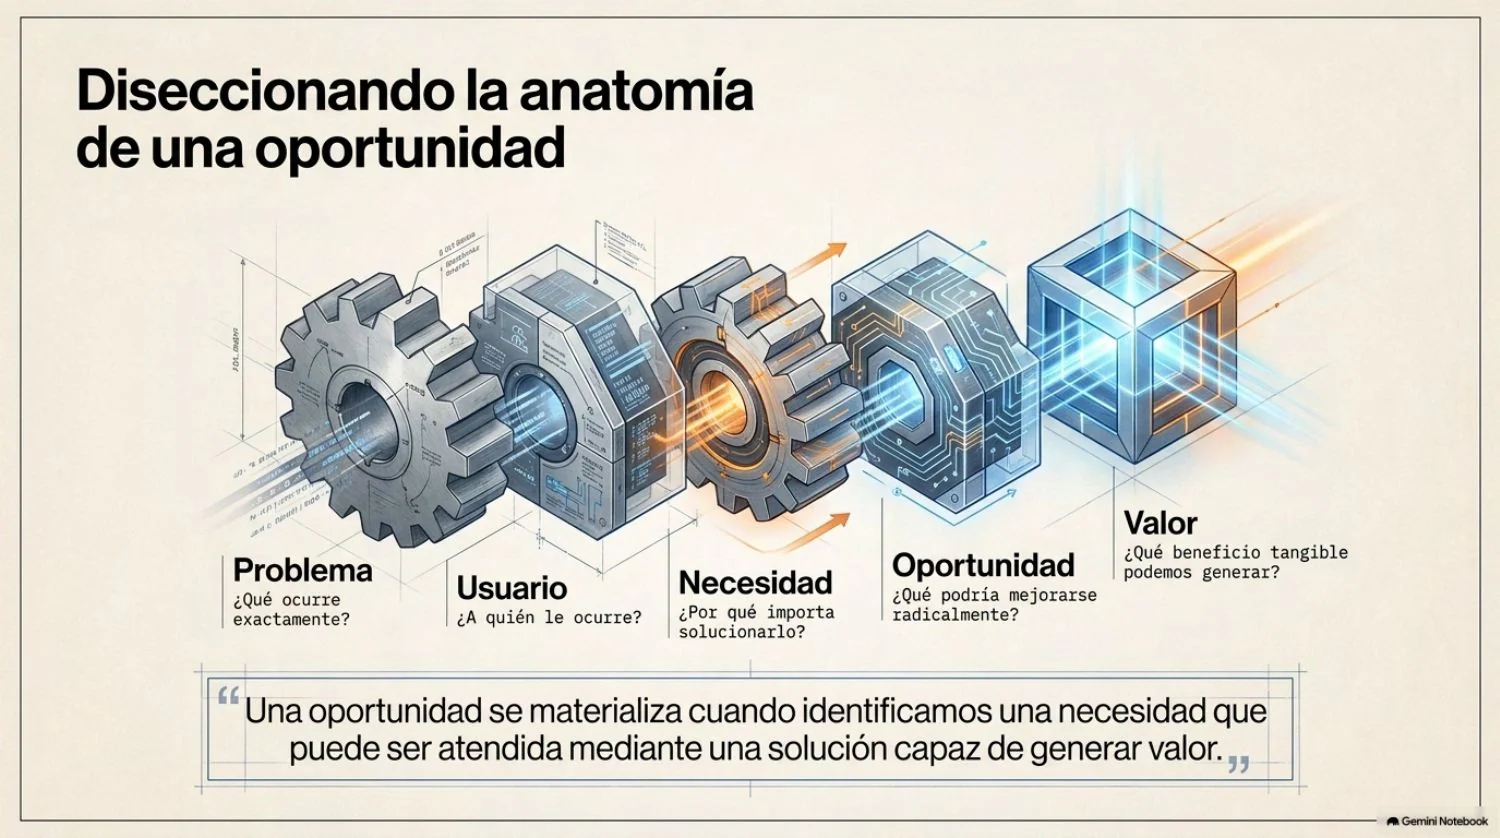 Diseccionando la anatomía
de una oportunidad
Problema
¿Qué ocurre
exactamente?
Usuario
¿A quién le ocurre?
Necesidad
¿Por qué importa
solucionarlo?
Oportunidad
¿Qué podría mejorarse
radicalmente?
Valor
¿Qué beneficio tangible
podemos generar?
“Una oportunidad se materializa cuando identificamos una necesidad que
puede ser atendida mediante una solución capaz de generar valor.”
Gemini Notebook